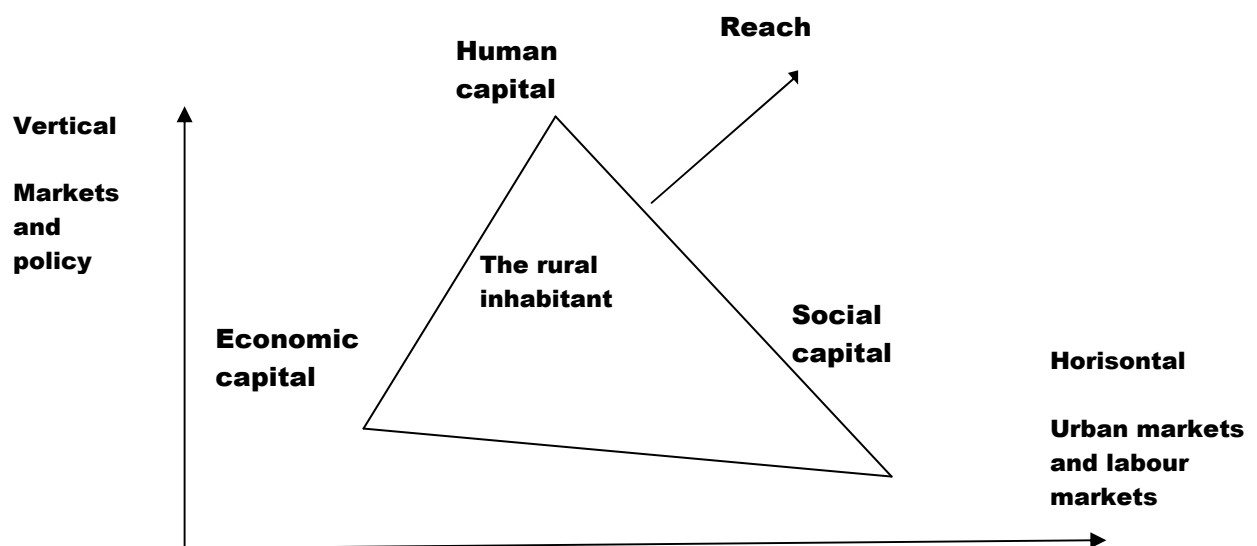 Reach
Human
capital
Vertical
Markets
and
policy
The rural
inhabitant
Economic
capital
Social
capital
Horisontal
Urban markets
and labour
markets